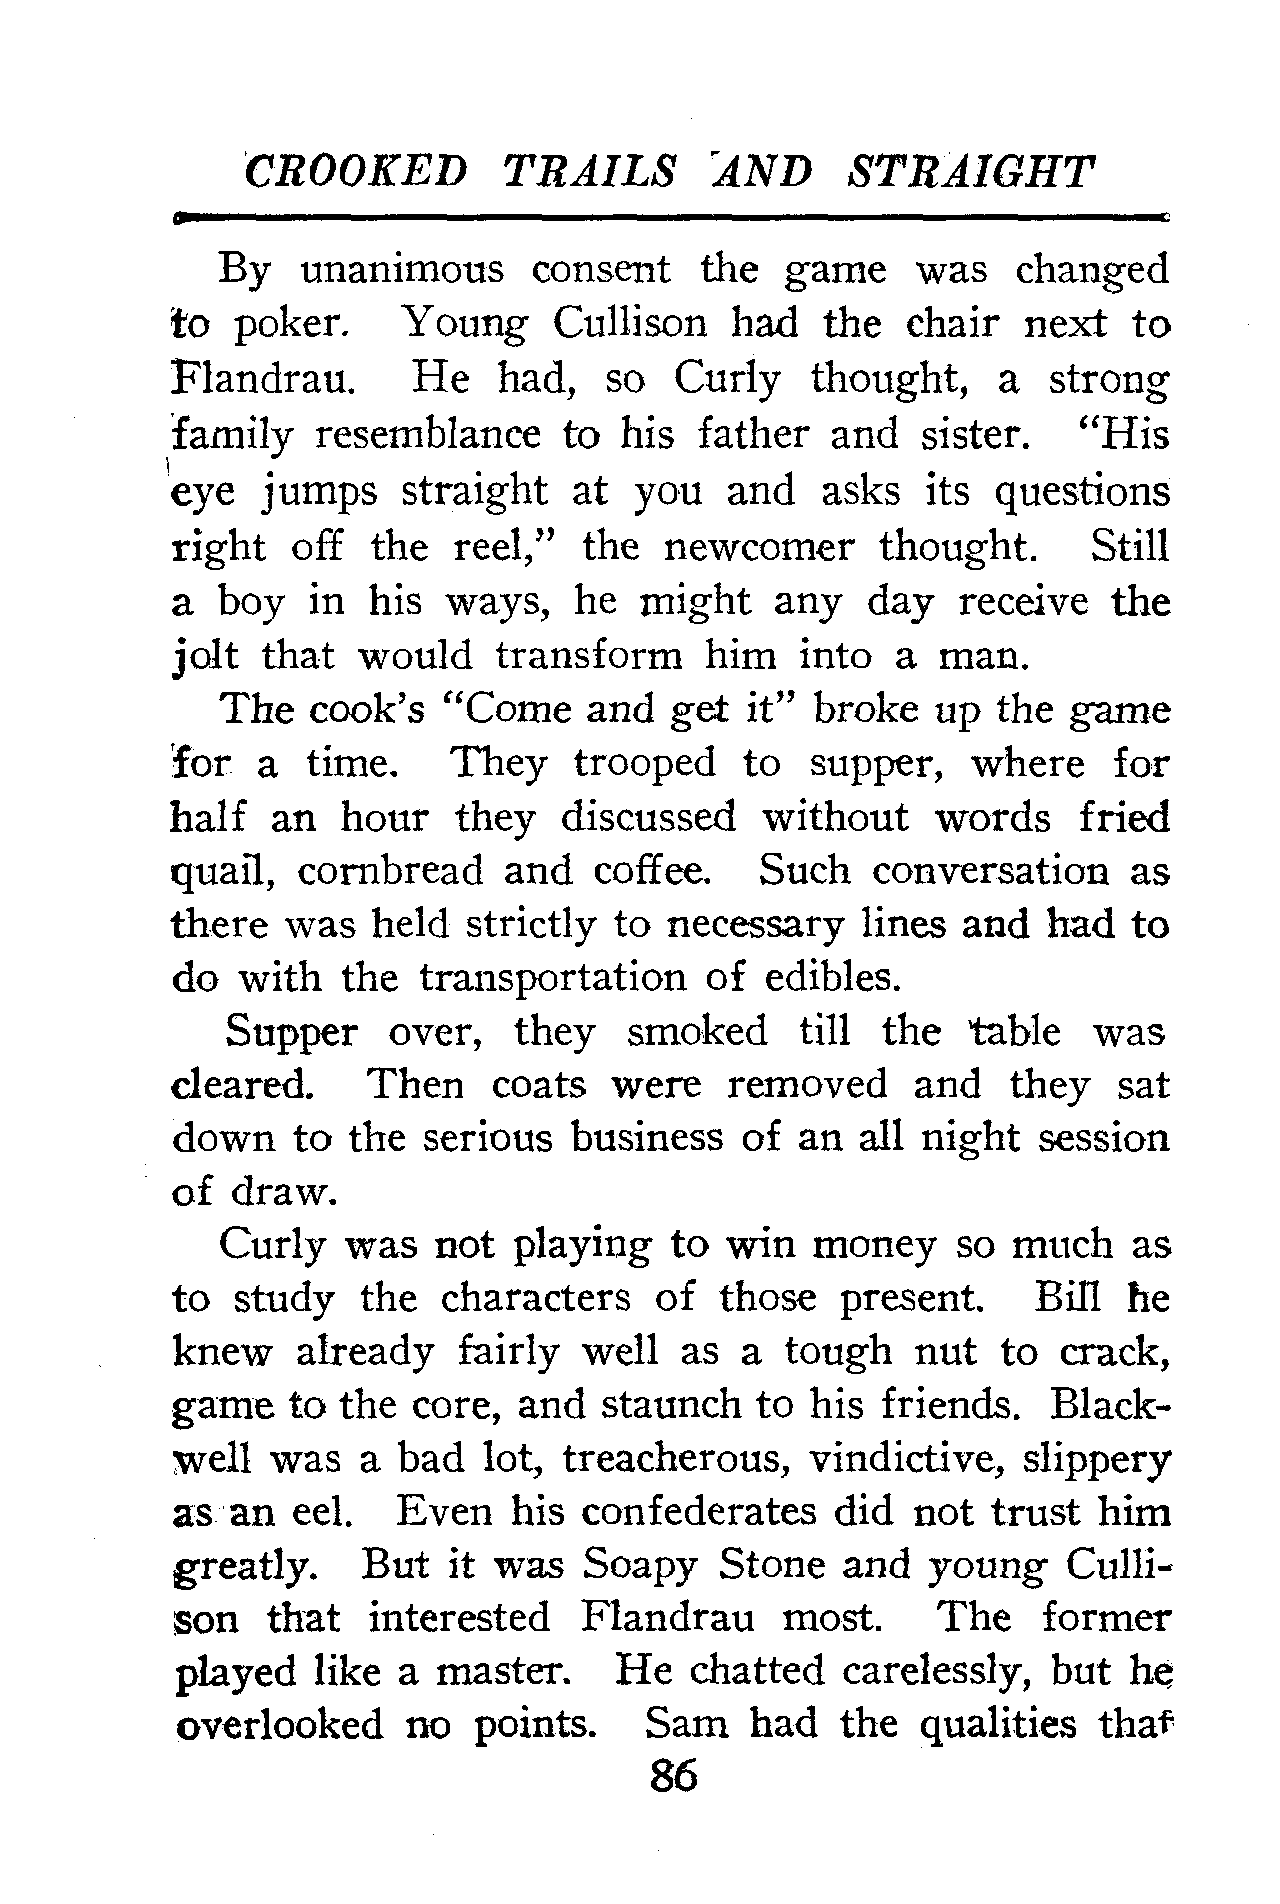 CROOKED TRAILS AND STRAIGHT
By unanimous consent the game was changed
to poker. Young Cullison had the chair next to
Flandrau. He had, so Curly thought, a strong
family resemblance to his father and sister. “His
eye jumps straight at you and asks its questions
right off the reel,” the newcomer thought. Still
a boy in his ways, he might any day receive the
jolt that would transform him into a man.
The cook’s “Come and get it” broke up the game
for a time. They trooped to supper, where for
half an hour they discussed without words fried
quail, cornbread and coffee. Such conversation as
there was held strictly to necessary lines and had to
do with the transportation of edibles.
Supper over, they smoked till the table was
cleared. Then coats were removed and they sat
down to the serious business of an all night session
of draw.
Curly was not playing to win money so much as
to study the characters of those present. Bill he
knew already fairly well as a tough nut to crack,
game to the core, and staunch to his friends. Black-
well was a bad lot, treacherous, vindictive, slippery
as an eel. Even his confederates did not trust him
greatly. But it was Soapy Stone and young Culli-
son that interested Flandrau most. The former
played like a master. He chatted carelessly, but he
overlooked no points. Sam had the qualities that
86